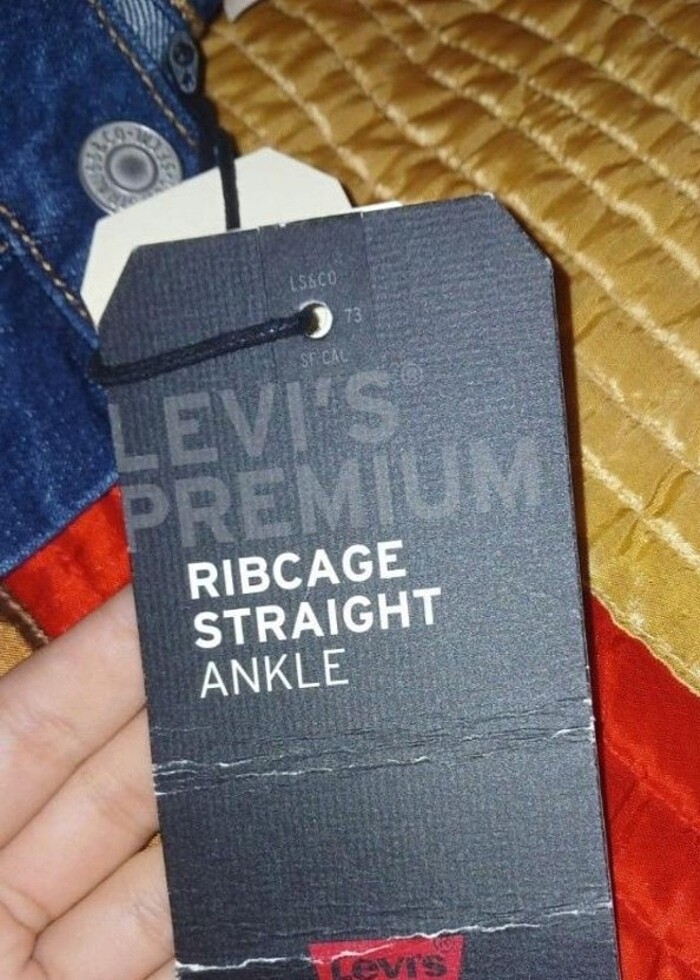 LS&CO
73
SF CAL
LEVI'S®
PREMIUM
RIBCAGE
STRAIGHT
ANKLE
Levi's®